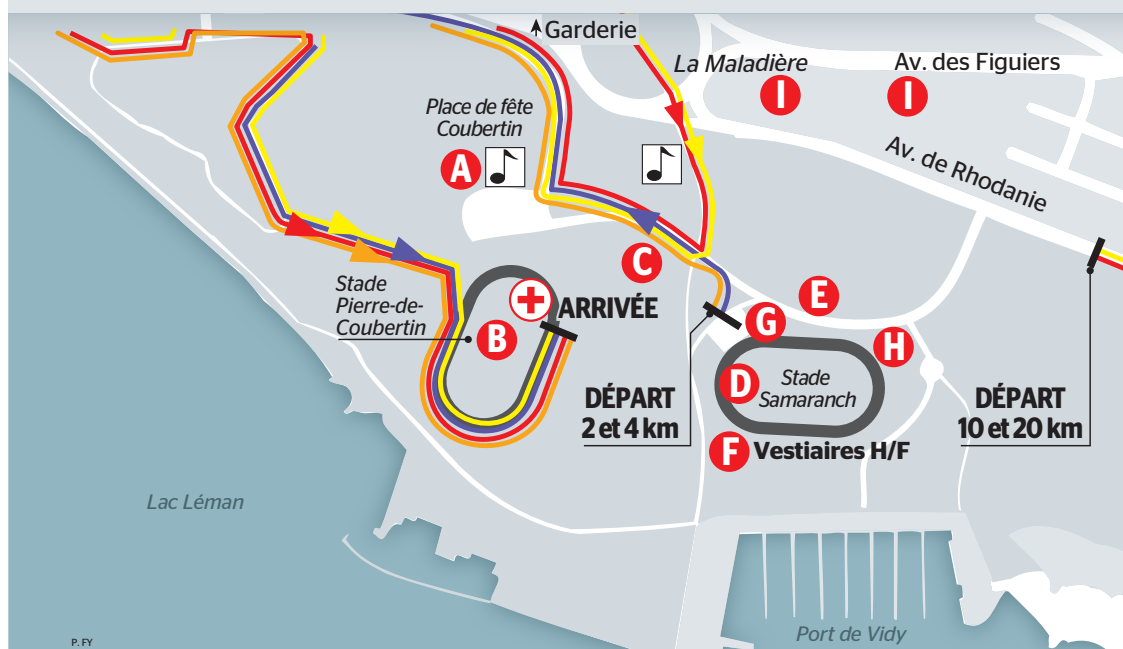 Garderie
La Maladière
Av. des Figuiers
I
I
Place de fête
Coubertin
A
Av. de Rhodanie
C
Stade
Pierre-de-
Coubertin
B
ARRIVÉE
E
G
H
D
Stade
Samaranch
DÉPART
2 et 4 km
DÉPART
10 et 20 km
F
Vestiaires H/F
Lac Léman
Port de Vidy
P. FY